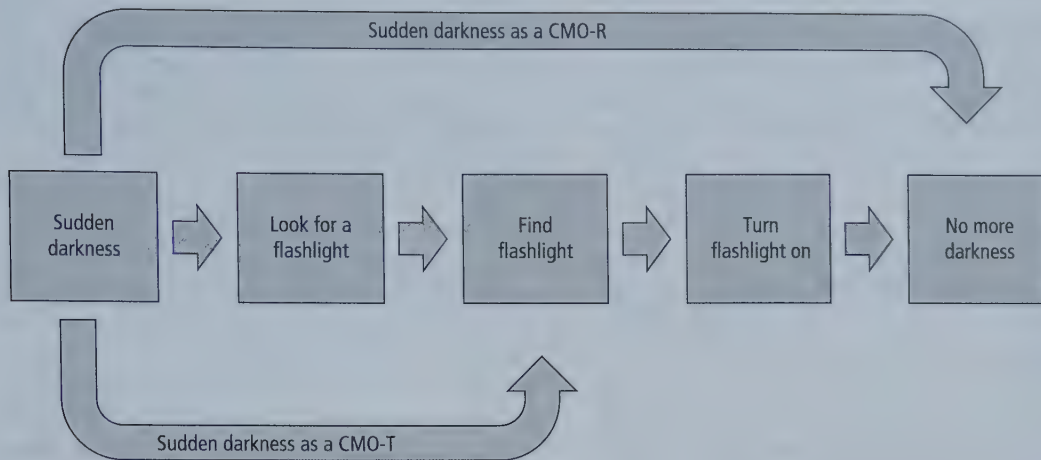 Sudden darkness as a CMO-R
Sudden
darkness
Look for a
flashlight
Find
flashlight
Turn
flashlight on
No more
darkness
Sudden darkness as a CMO-T